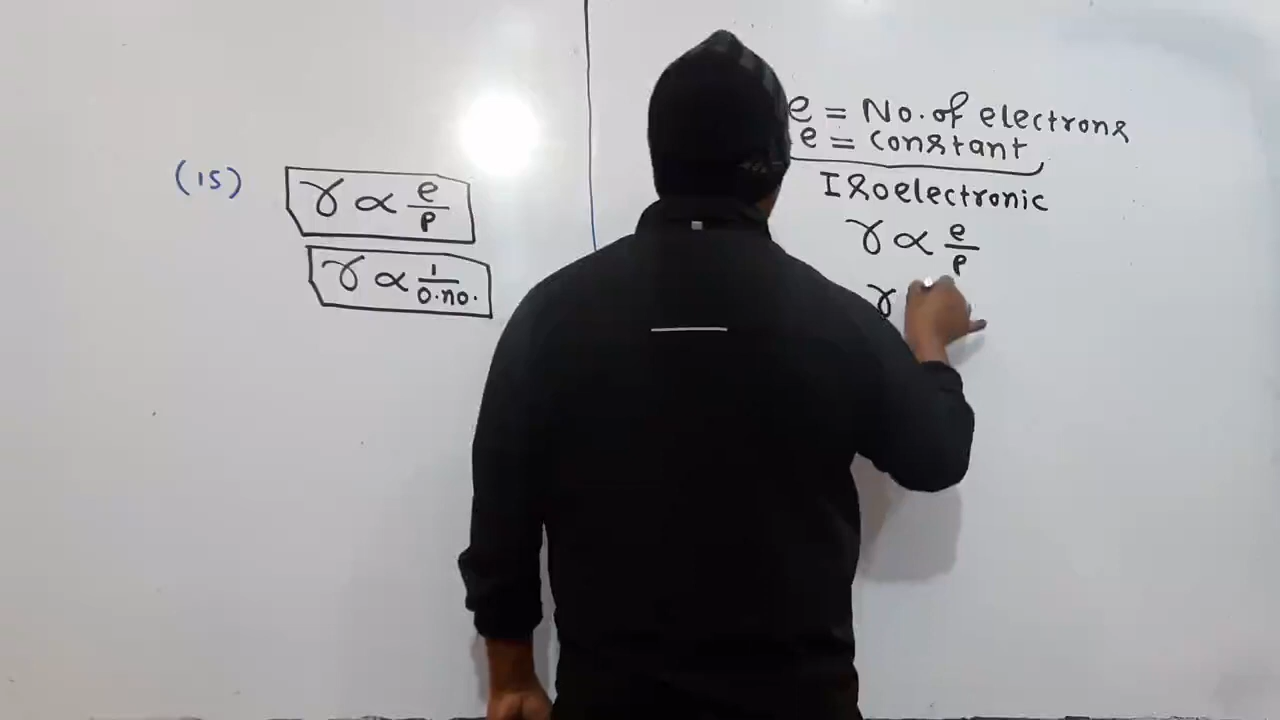 (15) r ∝ e/p
r ∝ 1/o.no.
e = No. of electrons
e = constant
Isoelectronic
r ∝ e/p
r